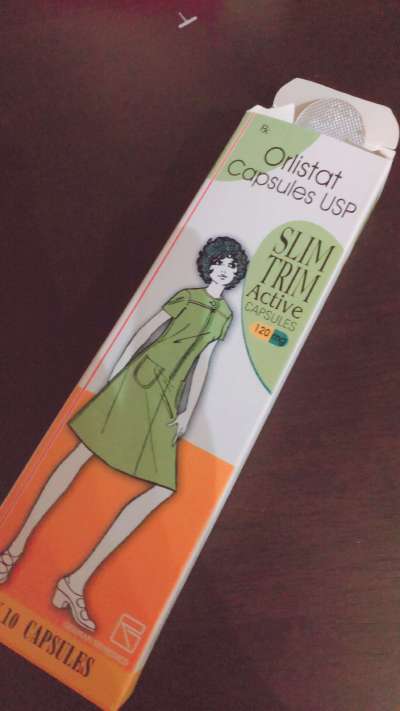 Rx
Orlistat
Capsules USP
SLIM
TRIM
Active
CAPSULES
120 mg
10 CAPSULES